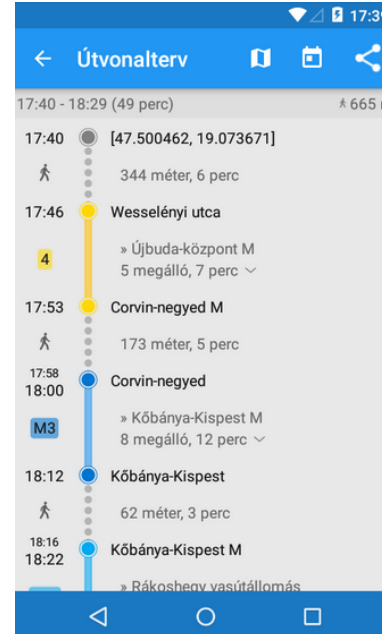 17:39
Útvonalterv
17:40 - 18:29 (49 perc) 665
17:40 [47.500462, 19.073671]
344 méter, 6 perc
17:46 Wesselényi utca
» Újbuda-központ M
4
5 megálló, 7 perc
17:53 Corvin-negyed M
173 méter, 5 perc
17:58
18:00 Corvin-negyed
» Kőbánya-Kispest M
M3
8 megálló, 12 perc
18:12 Kőbánya-Kispest
62 méter, 3 perc
18:16
18:22 Kőbánya-Kispest M
» Rákoshegy vasútállomás